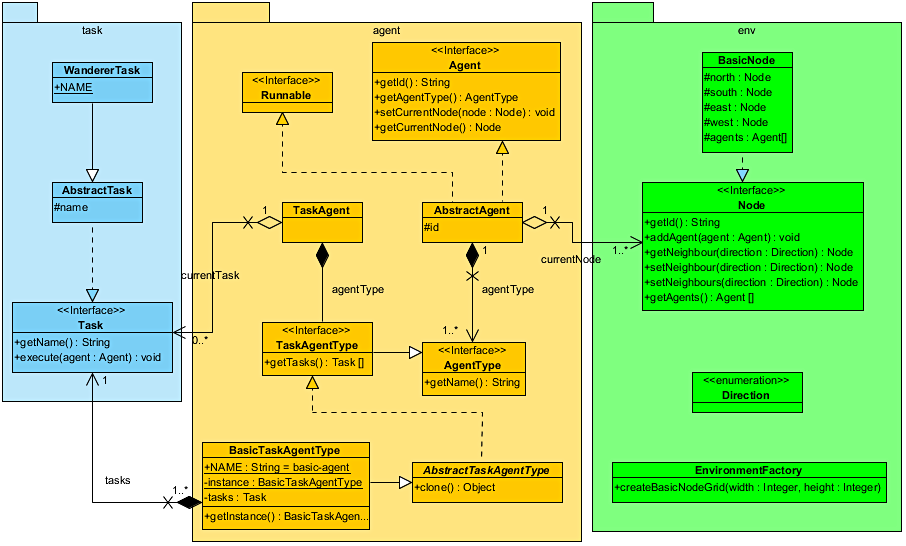 task
WandererTask
+NAME
AbstractTask
#name
<<Interface>>
Task
+getName() : String
+execute(agent : Agent) : void
1
tasks
1..*
currentTask
0..*
1
agent
<<Interface>>
Runnable
<<Interface>>
Agent
+getId() : String
+getAgentType() : AgentType
+setCurrentNode(node : Node) : void
+getCurrentNode() : Node
TaskAgent
AbstractAgent
#id
1
1
agentType
agentType
1..*
<<Interface>>
TaskAgentType
+getTasks() : Task []
<<Interface>>
AgentType
+getName() : String
BasicTaskAgentType
+NAME : String = basic-agent
-instance : BasicTaskAgentType
-tasks : Task
+getInstance() : BasicTaskAgen...
AbstractTaskAgentType
+clone() : Object
currentNode
1..*
env
BasicNode
#north : Node
#south : Node
#east : Node
#west : Node
#agents : Agent[]
<<Interface>>
Node
+getId() : String
+addAgent(agent : Agent) : void
+getNeighbour(direction : Direction) : Node
+setNeighbour(direction : Direction) : Node
+setNeighbours(direction : Direction) : Node
+getAgents() : Agent []
<<enumeration>>
Direction
EnvironmentFactory
+createBasicNodeGrid(width : Integer, height : Integer)